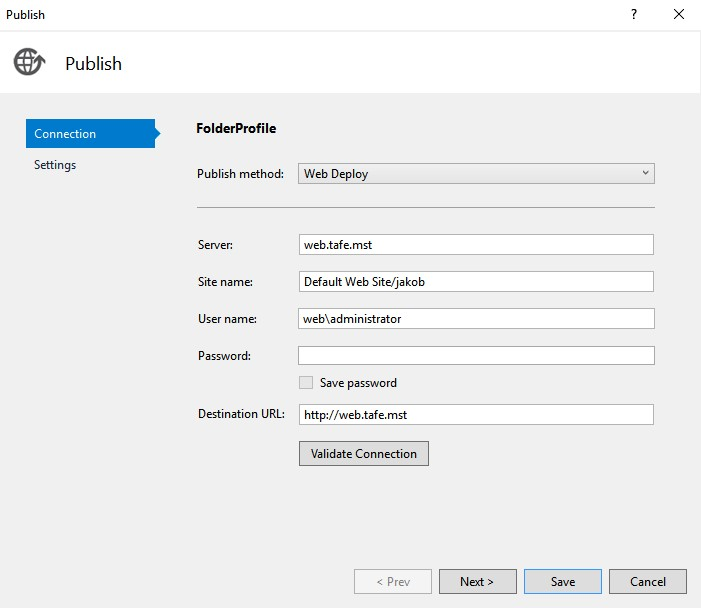 Publish
?
Publish
Connection
Settings
FolderProfile
Publish method: Web Deploy
Server: web.tafe.mst
Site name: Default Web Site/jakob
User name: web\administrator
Password:
Save password
Destination URL: http://web.tafe.mst
Validate Connection
< Prev Next > Save Cancel